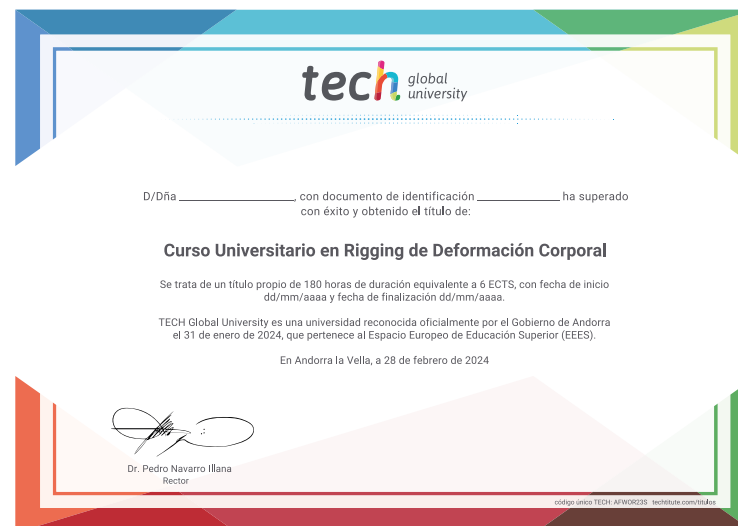 tech global university
D/Dña ____________________, con documento de identificación ______________ ha superado
con éxito y obtenido el título de:
Curso Universitario en Rigging de Deformación Corporal
Se trata de un título propio de 180 horas de duración equivalente a 6 ECTS, con fecha de inicio
dd/mm/aaaa y fecha de finalización dd/mm/aaaa.
TECH Global University es una universidad reconocida oficialmente por el Gobierno de Andorra
el 31 de enero de 2024, que pertenece al Espacio Europeo de Educación Superior (EEES).
En Andorra la Vella, a 28 de febrero de 2024
Dr. Pedro Navarro Illana
Rector
código único TECH: AFWOR23S techtitute.com/titulos